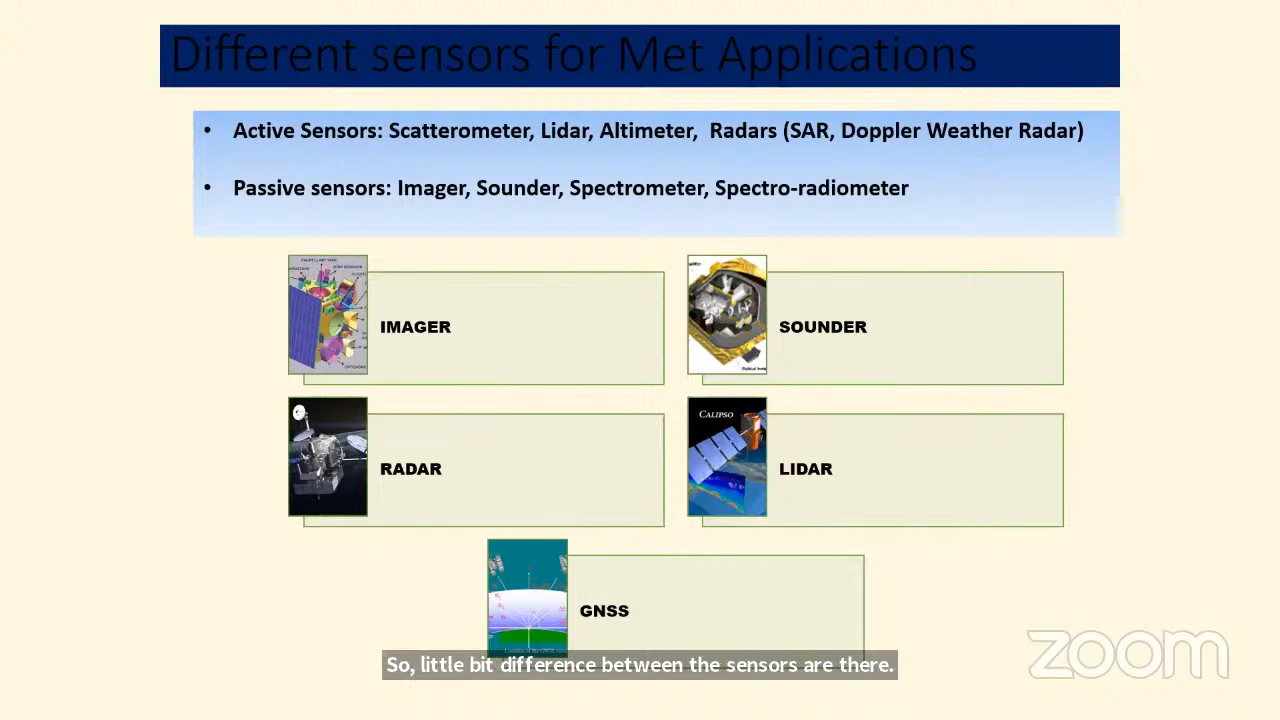 Different sensors for Met Applications
• Active Sensors: Scatterometer, Lidar, Altimeter, Radars (SAR, Doppler Weather Radar)
• Passive sensors: Imager, Sounder, Spectrometer, Spectro-radiometer
IMAGER
SOUNDER
CALIPSO
RADAR
LIDAR
GNSS
So, little bit difference between the sensors are there.
zoom